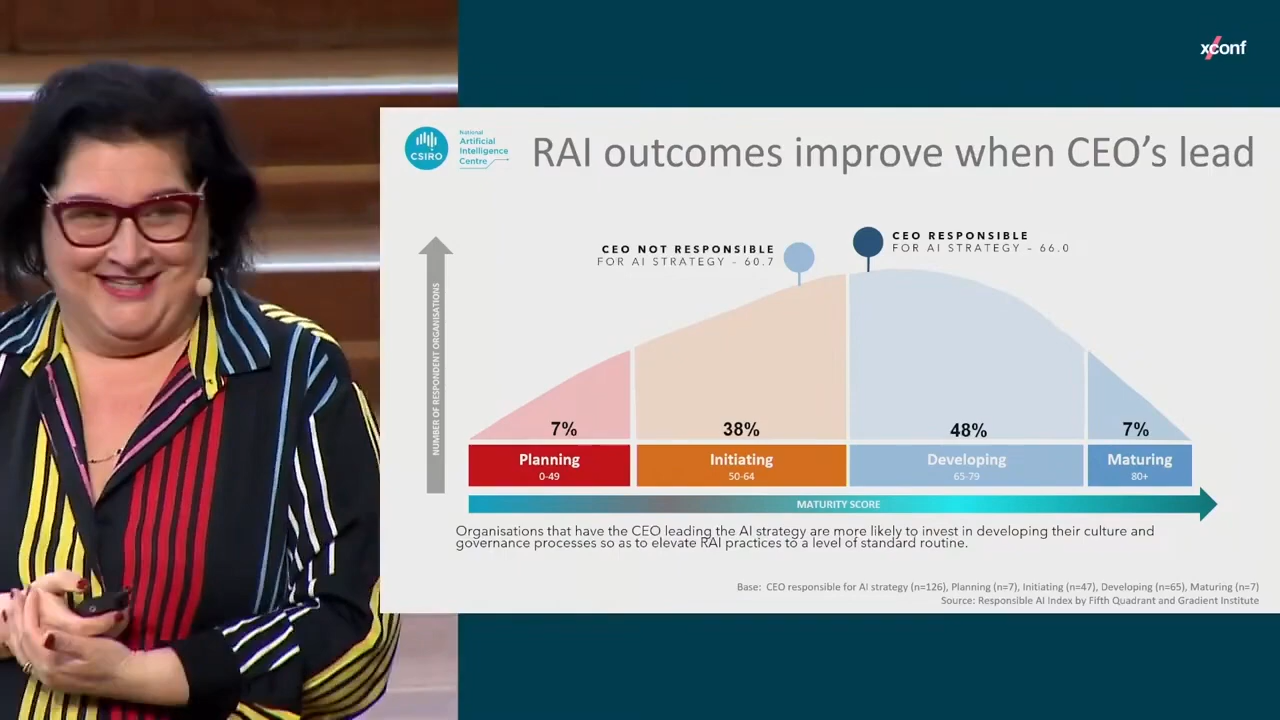 xconf
CSIRO
National
Artificial
Intelligence
Centre
RAI outcomes improve when CEO's lead
CEO NOT RESPONSIBLE
FOR AI STRATEGY - 60.7
CEO RESPONSIBLE
FOR AI STRATEGY - 66.0
NUMBER OF RESPONDENT ORGANISATIONS
7%
38%
48%
7%
Planning
0-49
Initiating
50-64
Developing
65-79
Maturing
80+
MATURITY SCORE
Organisations that have the CEO leading the AI strategy are more likely to invest in developing their culture and
governance processes so as to elevate RAI practices to a level of standard routine.
Base: CEO responsible for AI strategy (n=126), Planning (n=7), Initiating (n=47), Developing (n=65), Maturing (n=7)
Source: Responsible AI Index by Fifth Quadrant and Gradient Institute